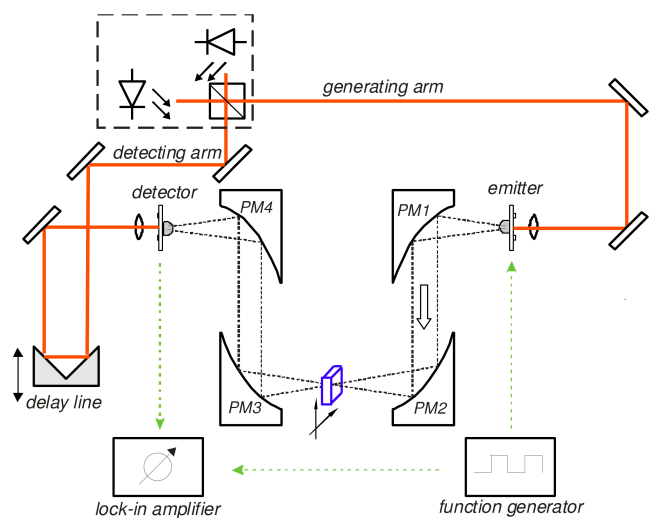 generating arm
detecting arm
detector
PM4
PM1
emitter
PM3
PM2
delay line
lock-in amplifier
function generator